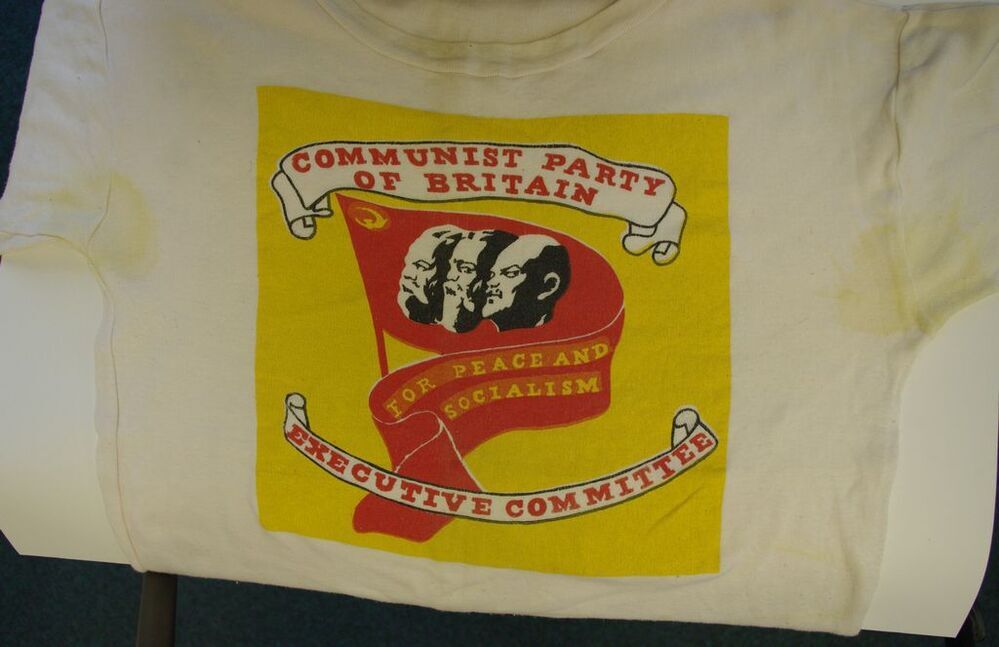 COMMUNIST PARTY
OF BRITAIN
FOR PEACE AND
SOCIALISM
EXECUTIVE COMMITTEE